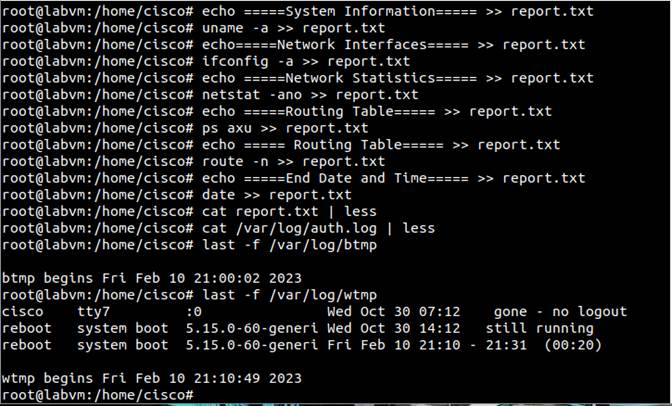 root@labvm:/home/cisco# echo =====System Information===== >> report.txt
root@labvm:/home/cisco# uname -a >> report.txt
root@labvm:/home/cisco# echo=====Network Interfaces===== >> report.txt
root@labvm:/home/cisco# ifconfig -a >> report.txt
root@labvm:/home/cisco# echo =====Network Statistics===== >> report.txt
root@labvm:/home/cisco# netstat -ano >> report.txt
root@labvm:/home/cisco# echo =====Routing Table===== >> report.txt
root@labvm:/home/cisco# ps axu >> report.txt
root@labvm:/home/cisco# echo ===== Routing Table===== >> report.txt
root@labvm:/home/cisco# route -n >> report.txt
root@labvm:/home/cisco# echo =====End Date and Time===== >> report.txt
root@labvm:/home/cisco# date >> report.txt
root@labvm:/home/cisco# cat report.txt | less
root@labvm:/home/cisco# cat /var/log/auth.log | less
root@labvm:/home/cisco# last -f /var/log/btmp
btmp begins Fri Feb 10 21:00:02 2023
root@labvm:/home/cisco# last -f /var/log/wtmp
cisco    tty7         :0               Wed Oct 30 07:12    gone - no logout
reboot   system boot  5.15.0-60-generi Wed Oct 30 14:12   still running
reboot   system boot  5.15.0-60-generi Fri Feb 10 21:10 - 21:31  (00:20)
wtmp begins Fri Feb 10 21:10:49 2023
root@labvm:/home/cisco#